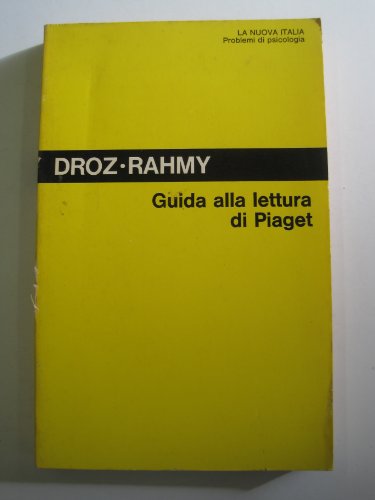 LA NUOVA ITALIA
Problemi di psicologia
DROZ·RAHMY
Guida alla lettura
di Piaget